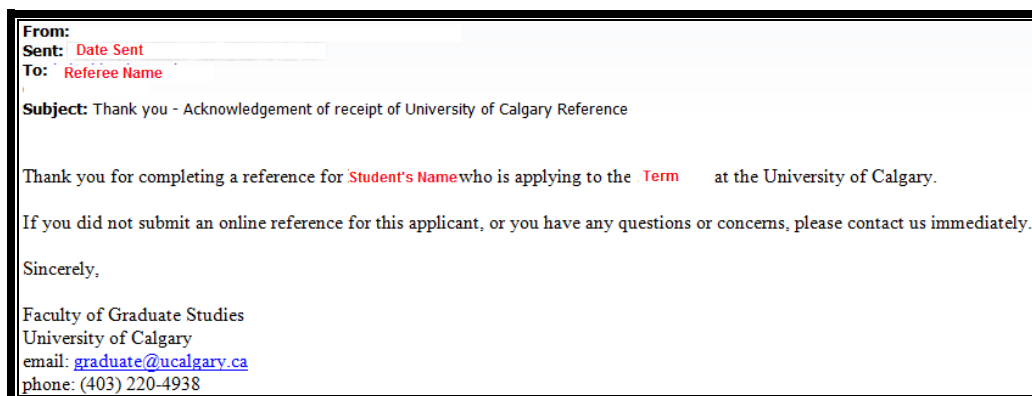 From:
Sent: Date Sent
To: Referee Name
Subject: Thank you - Acknowledgement of receipt of University of Calgary Reference
Thank you for completing a reference for Student's Name who is applying to the Term at the University of Calgary.
If you did not submit an online reference for this applicant, or you have any questions or concerns, please contact us immediately.
Sincerely,
Faculty of Graduate Studies
University of Calgary
email: graduate@ucalgary.ca
phone: (403) 220-4938